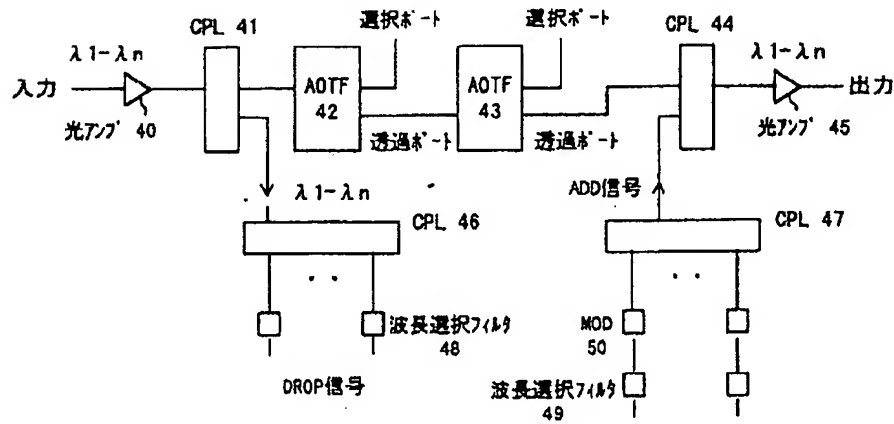 CPL 41
選択ポート
選択ポート
CPL 44
λ1-λn
λ1-λn
入力
AOTF
42
AOTF
43
出力
光アンプ 40
透過ポート
透過ポート
光アンプ 45
λ1-λn
ADD信号
CPL 46
CPL 47
波長選択フィルタ
48
MOD
50
DROP信号
波長選択フィルタ
49